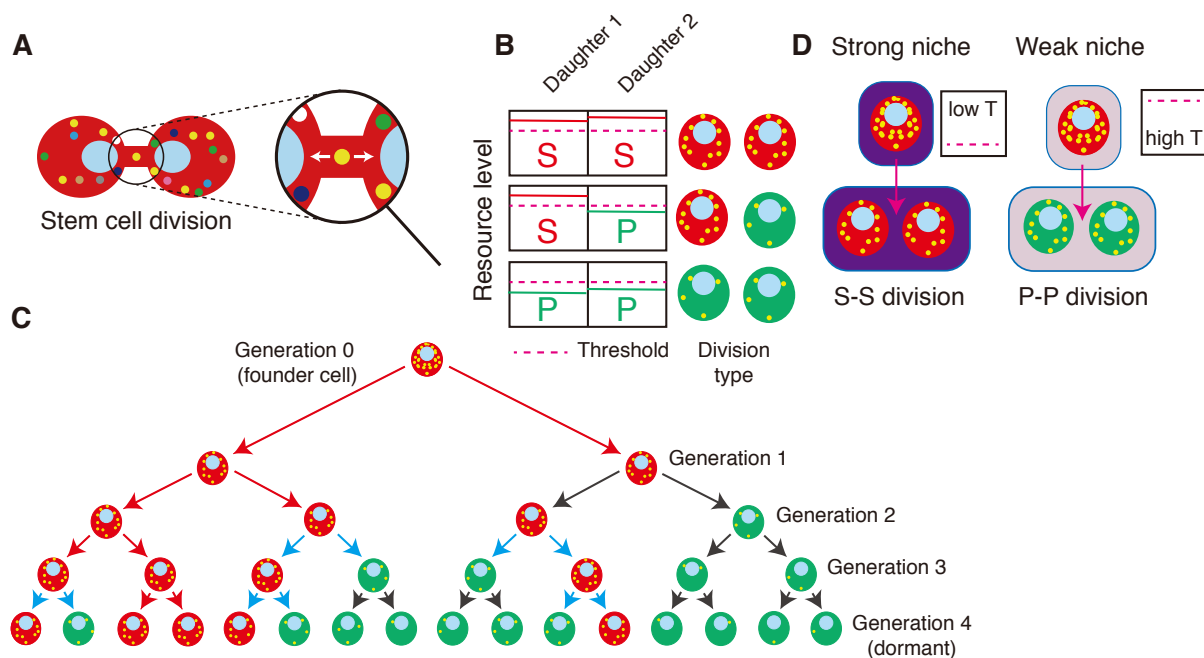 A
Stem cell division
B
Daughter 1
Daughter 2
Resource level
S S
S P
P P
Threshold
Division
type
D
Strong niche
Weak niche
low T
high T
S-S division
P-P division
C
Generation 0
(founder cell)
Generation 1
Generation 2
Generation 3
Generation 4
(dormant)